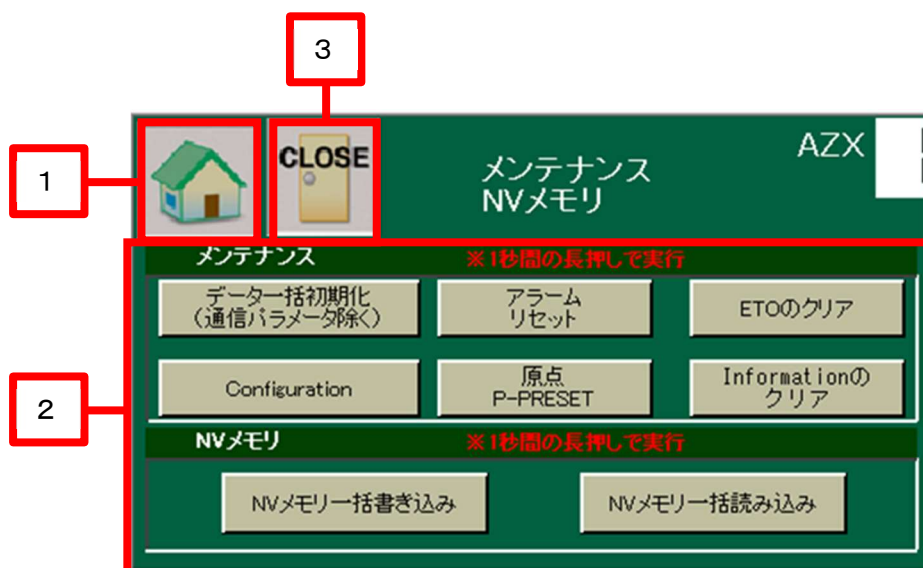 3
1
CLOSE
メンテナンス
NVメモリ
AZX
メンテナンス ※1秒間の長押しで実行
データ一括初期化
(通信パラメータ除く)
アラーム
リセット
ETOのクリア
Configuration
原点
P-PRESET
Informationの
クリア
2
NVメモリ ※1秒間の長押しで実行
NVメモリ一括書き込み
NVメモリ一括読み込み